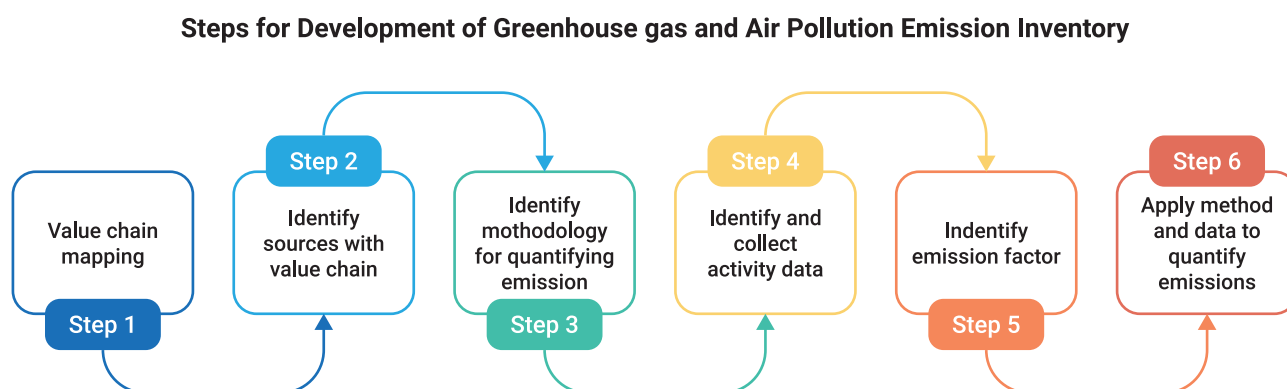 Steps for Development of Greenhouse gas and Air Pollution Emission Inventory
Value chain
mapping
Step 1
Step 2
Identify
sources with
value chain
Identify
mothodology
for quantifying
emission
Step 3
Step 4
Identify and
collect
activity data
Indentify
emission factor
Step 5
Step 6
Apply method
and data to
quantify
emissions